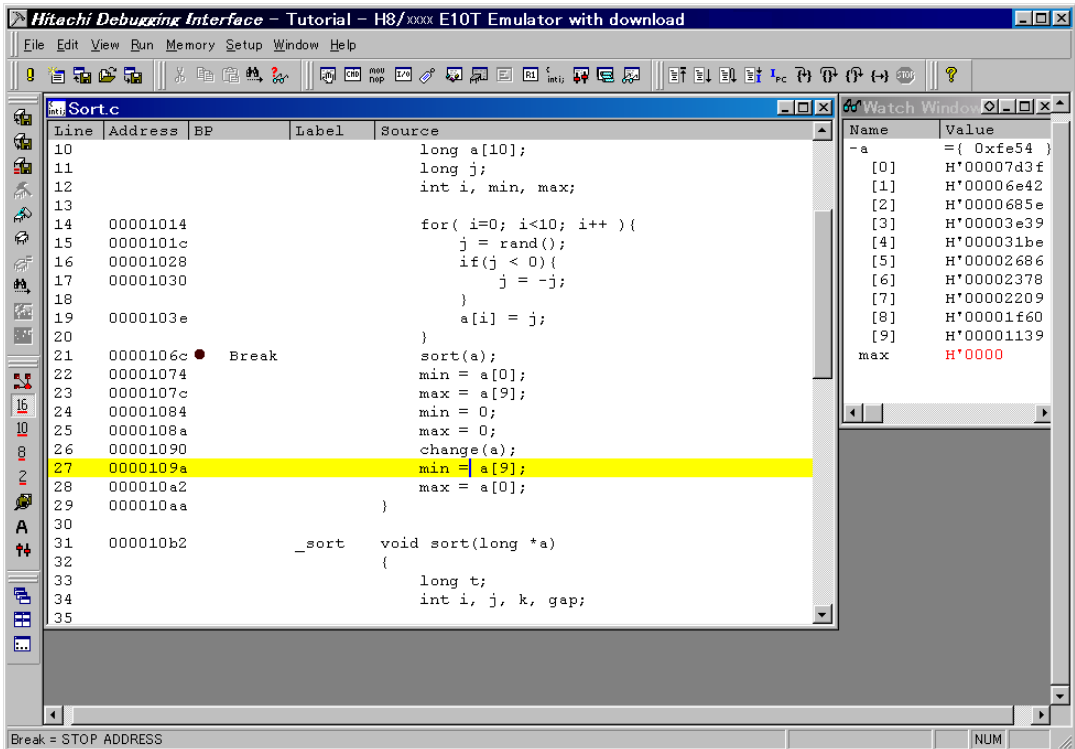 Hitachi Debugging Interface - Tutorial - H8/xxxx E10T Emulator with download
File Edit View Run Memory Setup Window Help
Sort.c
Line Address BP Label Source
10 long a[10];
11 long j;
12 int i, min, max;
13
14 00001014 for( i=0; i<10; i++ ){
15 0000101c j = rand();
16 00001028 if(j < 0){
17 00001030 j = -j;
18 }
19 0000103e a[i] = j;
20 }
21 0000106c Break sort(a);
22 00001074 min = a[0];
23 0000107c max = a[9];
24 00001084 min = 0;
25 0000108a max = 0;
26 00001090 change(a);
27 0000109a min = a[9];
28 000010a2 max = a[0];
29 000010aa }
30
31 000010b2 _sort void sort(long *a)
32 {
33 long t;
34 int i, j, k, gap;
35
Watch Window
Name Value
-a ={ 0xfe54 }
[0] H'00007d3f
[1] H'00006e42
[2] H'0000685e
[3] H'00003e39
[4] H'000031be
[5] H'00002686
[6] H'00002378
[7] H'00002209
[8] H'00001f60
[9] H'00001139
max H'0000
16
10
8
2
A
Break = STOP ADDRESS
NUM